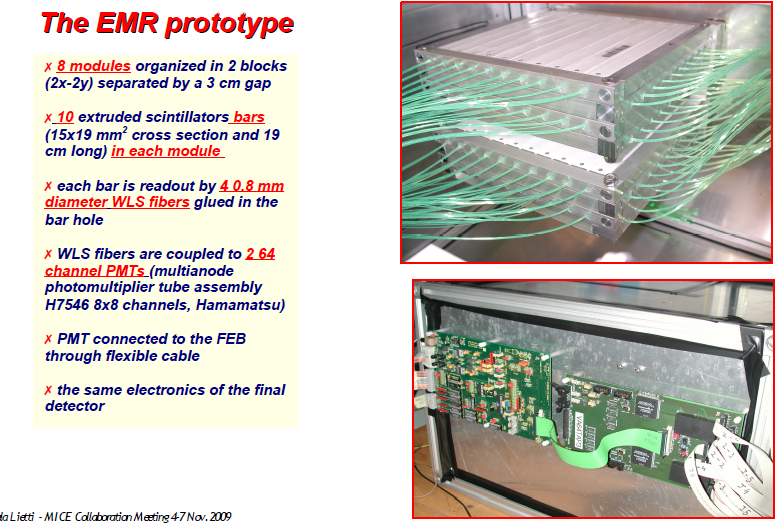 The EMR prototype
✗ 8 modules organized in 2 blocks
(2x-2y) separated by a 3 cm gap
✗ 10 extruded scintillators bars
(15x19 mm² cross section and 19
cm long) in each module
✗ each bar is readout by 4 0.8 mm
diameter WLS fibers glued in the
bar hole
✗ WLS fibers are coupled to 2 64
channel PMTs (multianode
photomultiplier tube assembly
H7546 8x8 channels, Hamamatsu)
✗ PMT connected to the FEB
through flexible cable
✗ the same electronics of the final
detector
Lietti - MICE Collaboration Meeting 4-7 Nov. 2009